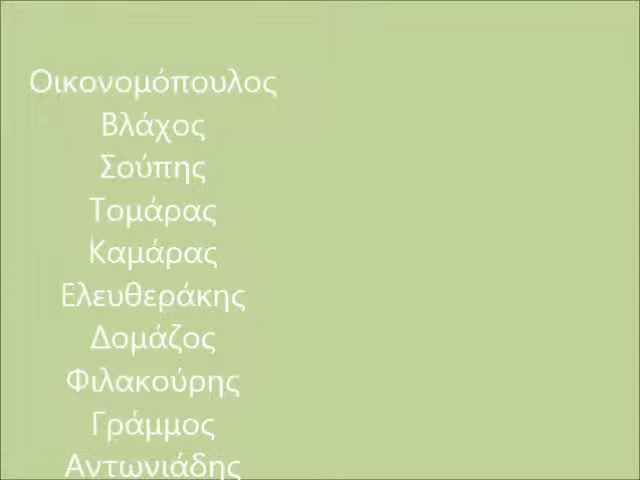 Οικονομόπουλος
Βλάχος
Σούπης
Τομάρας
Καμάρας
Ελευθεράκης
Δομάζος
Φιλακούρης
Γράμμος
Αντωνιάδης